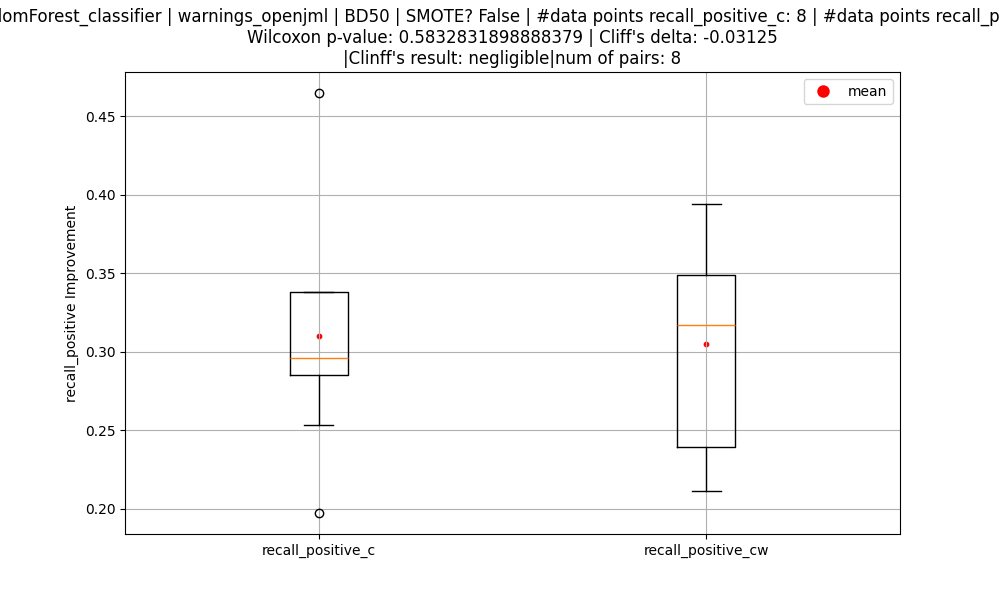 domForest_classifier | warnings_openjml | BD50 | SMOTE? False | #data points recall_positive_c: 8 | #data points recall_p
Wilcoxon p-value: 0.5832831898888379 | Cliff's delta: -0.03125
|Clinff's result: negligible|num of pairs: 8
mean
0.45
0.40
0.35
0.30
0.25
0.20
recall_positive Improvement
recall_positive_c
recall_positive_cw